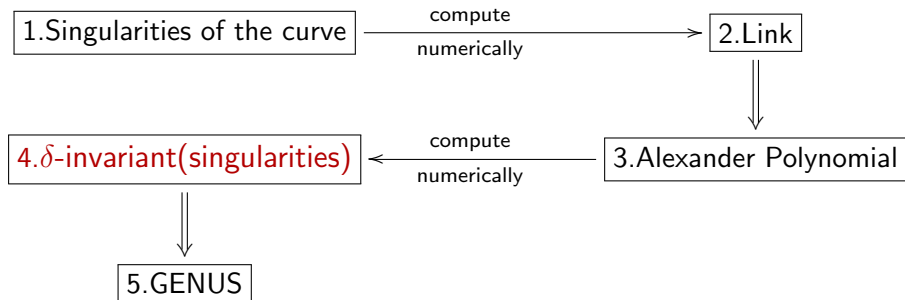 1.Singularities of the curve
compute
numerically
2.Link
4.δ-invariant(singularities)
compute
numerically
3.Alexander Polynomial
5.GENUS